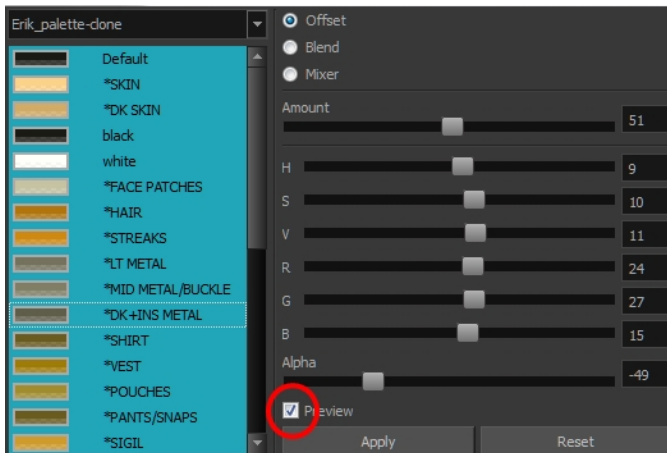 Erik_palette-clone
Default
*SKIN
*DK SKIN
black
white
*FACE PATCHES
*HAIR
*STREAKS
*LT METAL
*MID METAL/BUCKLE
*DK+INS METAL
*SHIRT
*VEST
*POUCHES
*PANTS/SNAPS
*SIGIL
Offset
Blend
Mixer
Amount
51
H 9
S 10
V 11
R 24
G 27
B 15
Alpha
-49
Preview
Apply Reset